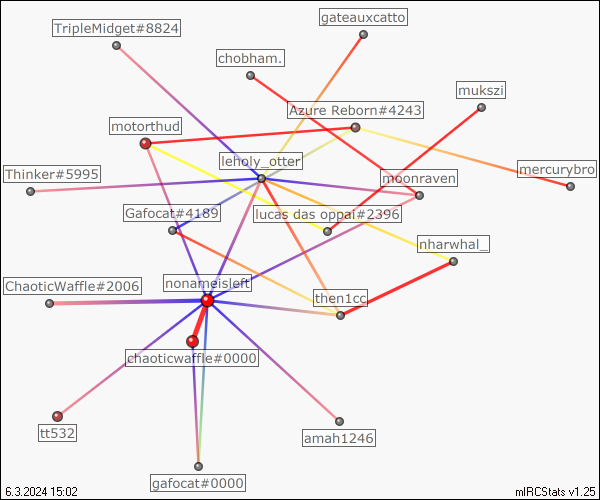 gateauxcatto
TripleMidget#8824
chobham.
mukszi
Azure Reborn#4243
motorthud
leholy_otter
mercurybro
Thinker#5995
moonraven
Gafocat#4189
lucas das oppai#2396
nharwhal_
nonameisleft
ChaoticWaffle#2006
then1cc
chaoticwaffle#0000
tt532
amah1246
gafocat#0000
6.3.2024 15:02
mIRCStats v1.25